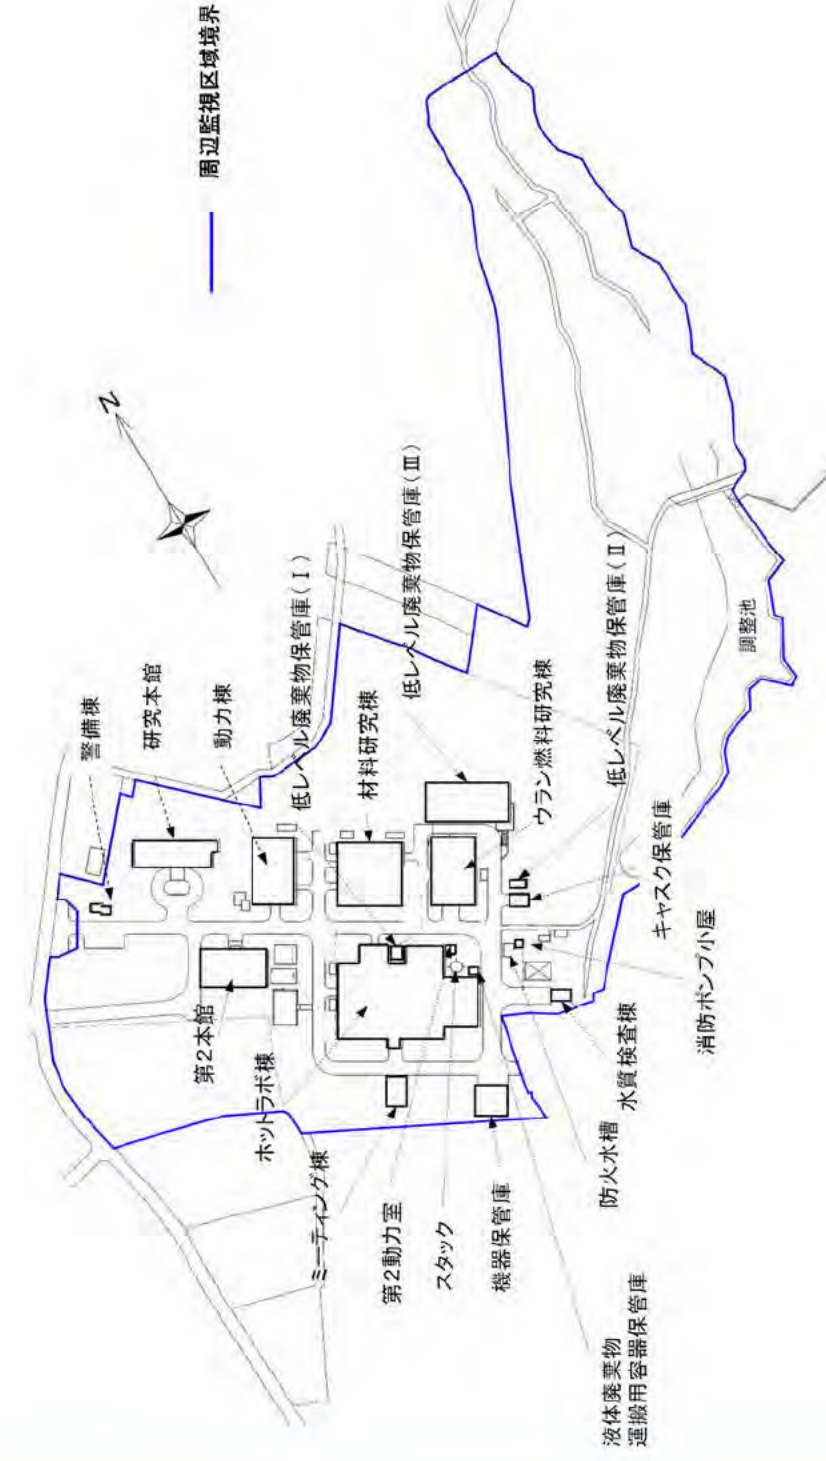 周辺監視区域境界
N
警備棟
研究本館
動力棟
低レベル廃棄物保管庫(Ⅰ)
材料研究棟
低レベル廃棄物保管庫(Ⅲ)
ウラン燃料研究棟
低レベル廃棄物保管庫(Ⅱ)
キャスク保管庫
消防ポンプ小屋
調整池
第2本館
ホットラボ棟
ミーティング棟
第2動力室
スタック
機器保管庫
防火水槽
水質検査棟
液体廃棄物
運搬用容器保管庫